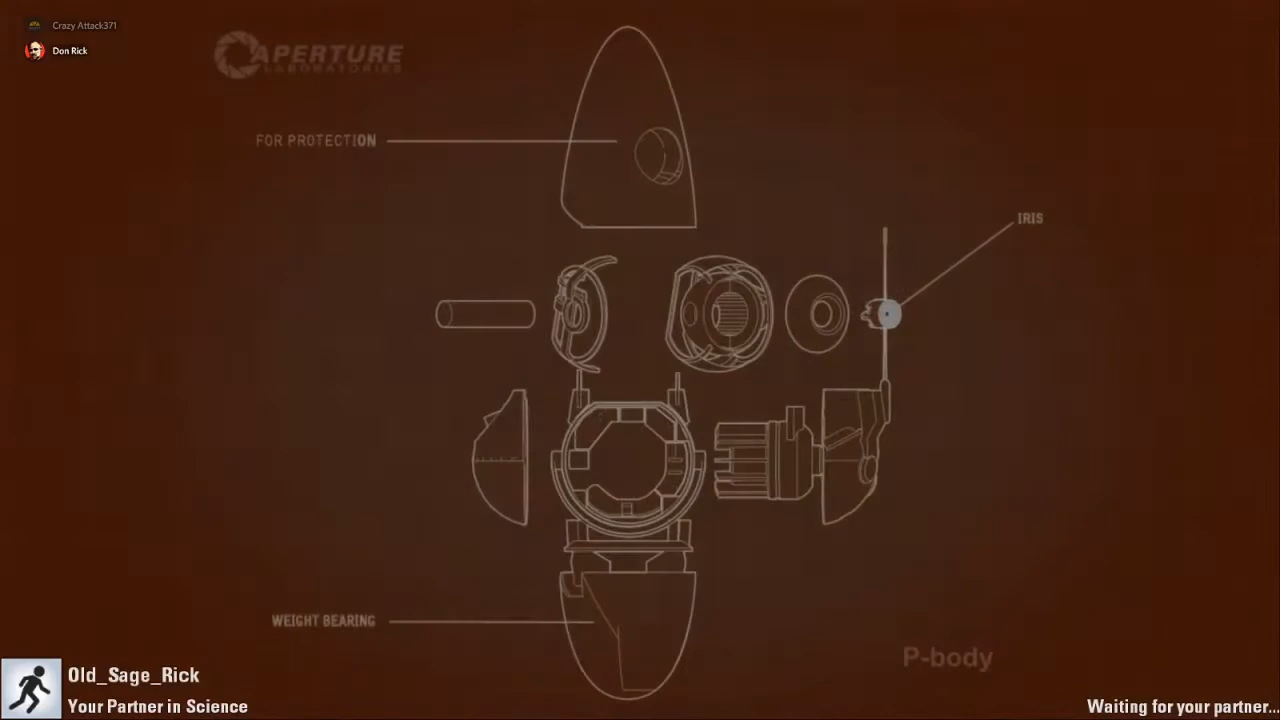 Crazy Attack371
Don Rick
APERTURE
LABORATORIES
FOR PROTECTION
IRIS
WEIGHT BEARING
P-body
Old_Sage_Rick
Your Partner in Science
Waiting for your partner...